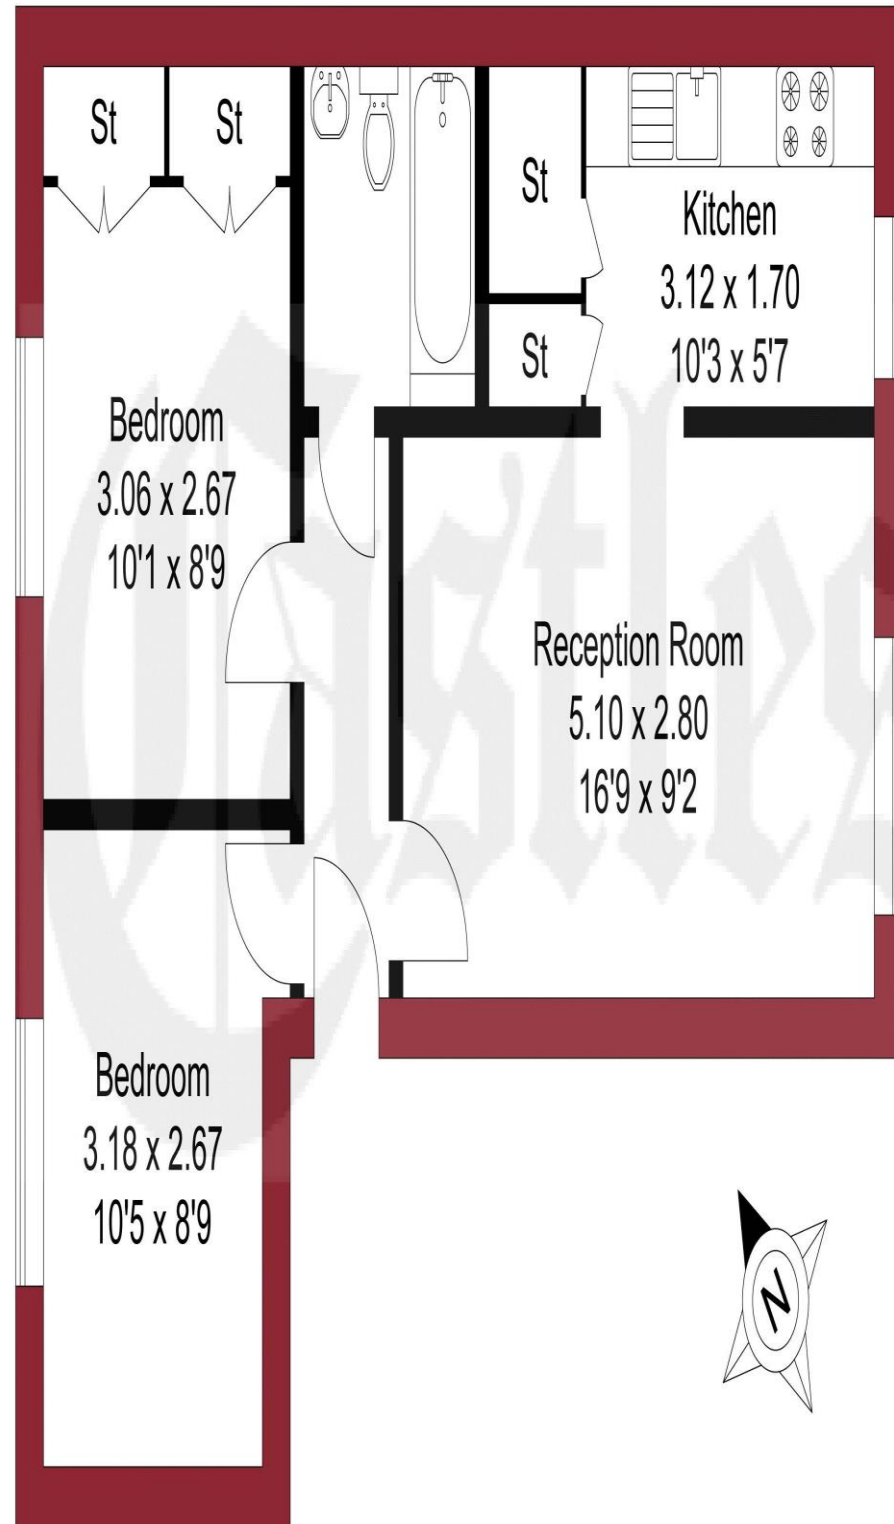 St
St
St
Kitchen
3.12 x 1.70
10'3 x 5'7
St
Bedroom
3.06 x 2.67
10'1 x 8'9
Reception Room
5.10 x 2.80
16'9 x 9'2
Bedroom
3.18 x 2.67
10'5 x 8'9
N
Castles